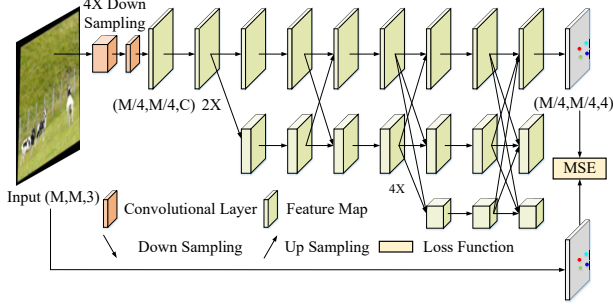 4X Down
Sampling
(M/4,M/4,C) 2X
(M/4,M/4,4)
MSE
4X
Input (M,M,3)
Convolutional Layer
Feature Map
Down Sampling
Up Sampling
Loss Function